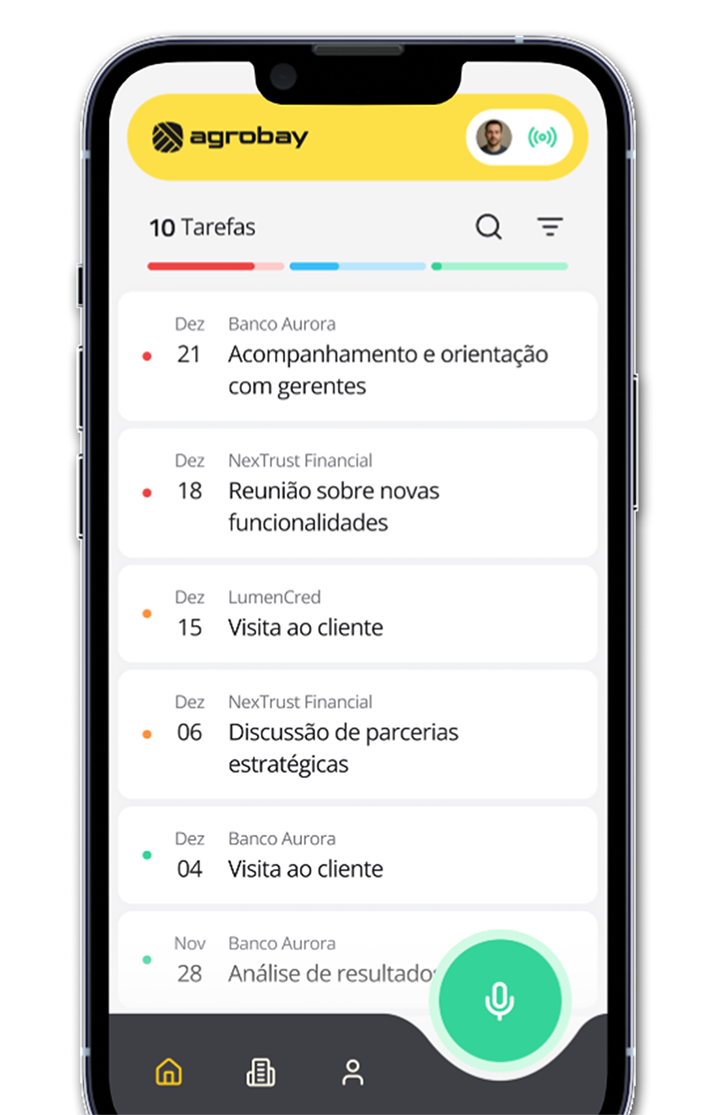 agrobay
10 Tarefas
Dez
Banco Aurora
21
Acompanhamento e orientação
com gerentes
Dez
NexTrust Financial
18
Reunião sobre novas
funcionalidades
Dez
LumenCred
15
Visita ao cliente
Dez
NexTrust Financial
06
Discussão de parcerias
estratégicas
Dez
Banco Aurora
04
Visita ao cliente
Nov
Banco Aurora
28
Análise de resultados